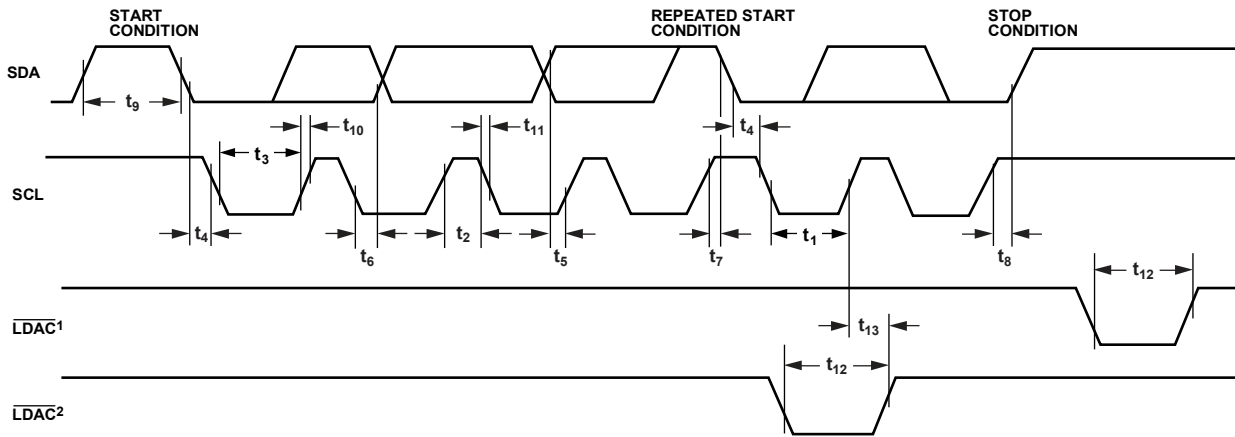 START
CONDITION
REPEATED START
CONDITION
STOP
CONDITION
SDA
t9
t10
t11
t4
t3
SCL
t4
t6
t2
t5
t7
t1
t8
t12
LDAC1
t13
t12
LDAC2